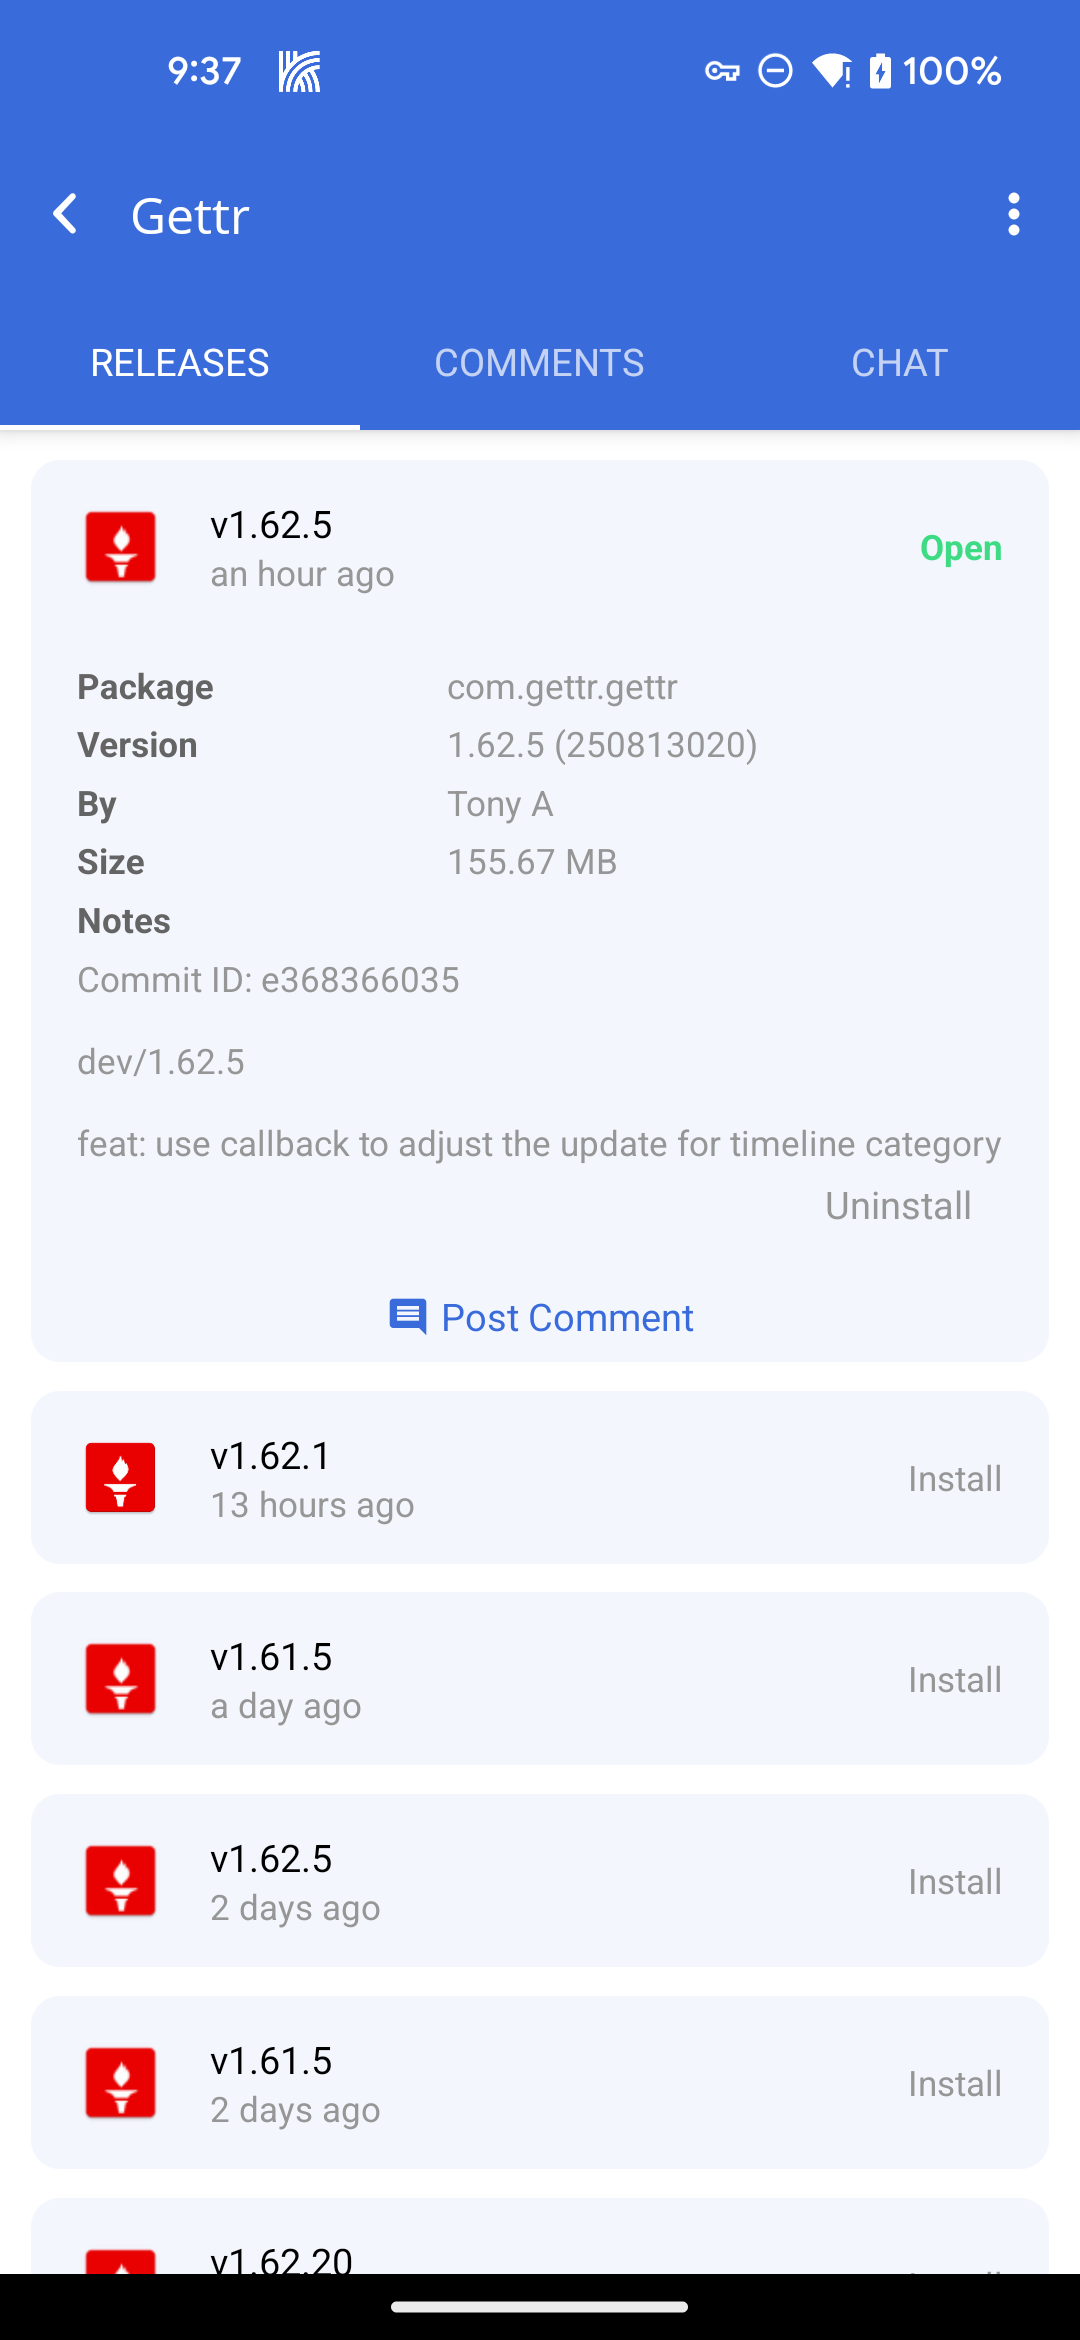 9:37 100%
Gettr
RELEASES COMMENTS CHAT
v1.62.5
an hour ago
Open
Package com.gettr.gettr
Version 1.62.5 (250813020)
By Tony A
Size 155.67 MB
Notes
Commit ID: e368366035
dev/1.62.5
feat: use callback to adjust the update for timeline category
Uninstall
Post Comment
v1.62.1
13 hours ago
Install
v1.61.5
a day ago
Install
v1.62.5
2 days ago
Install
v1.61.5
2 days ago
Install
v1.62.20